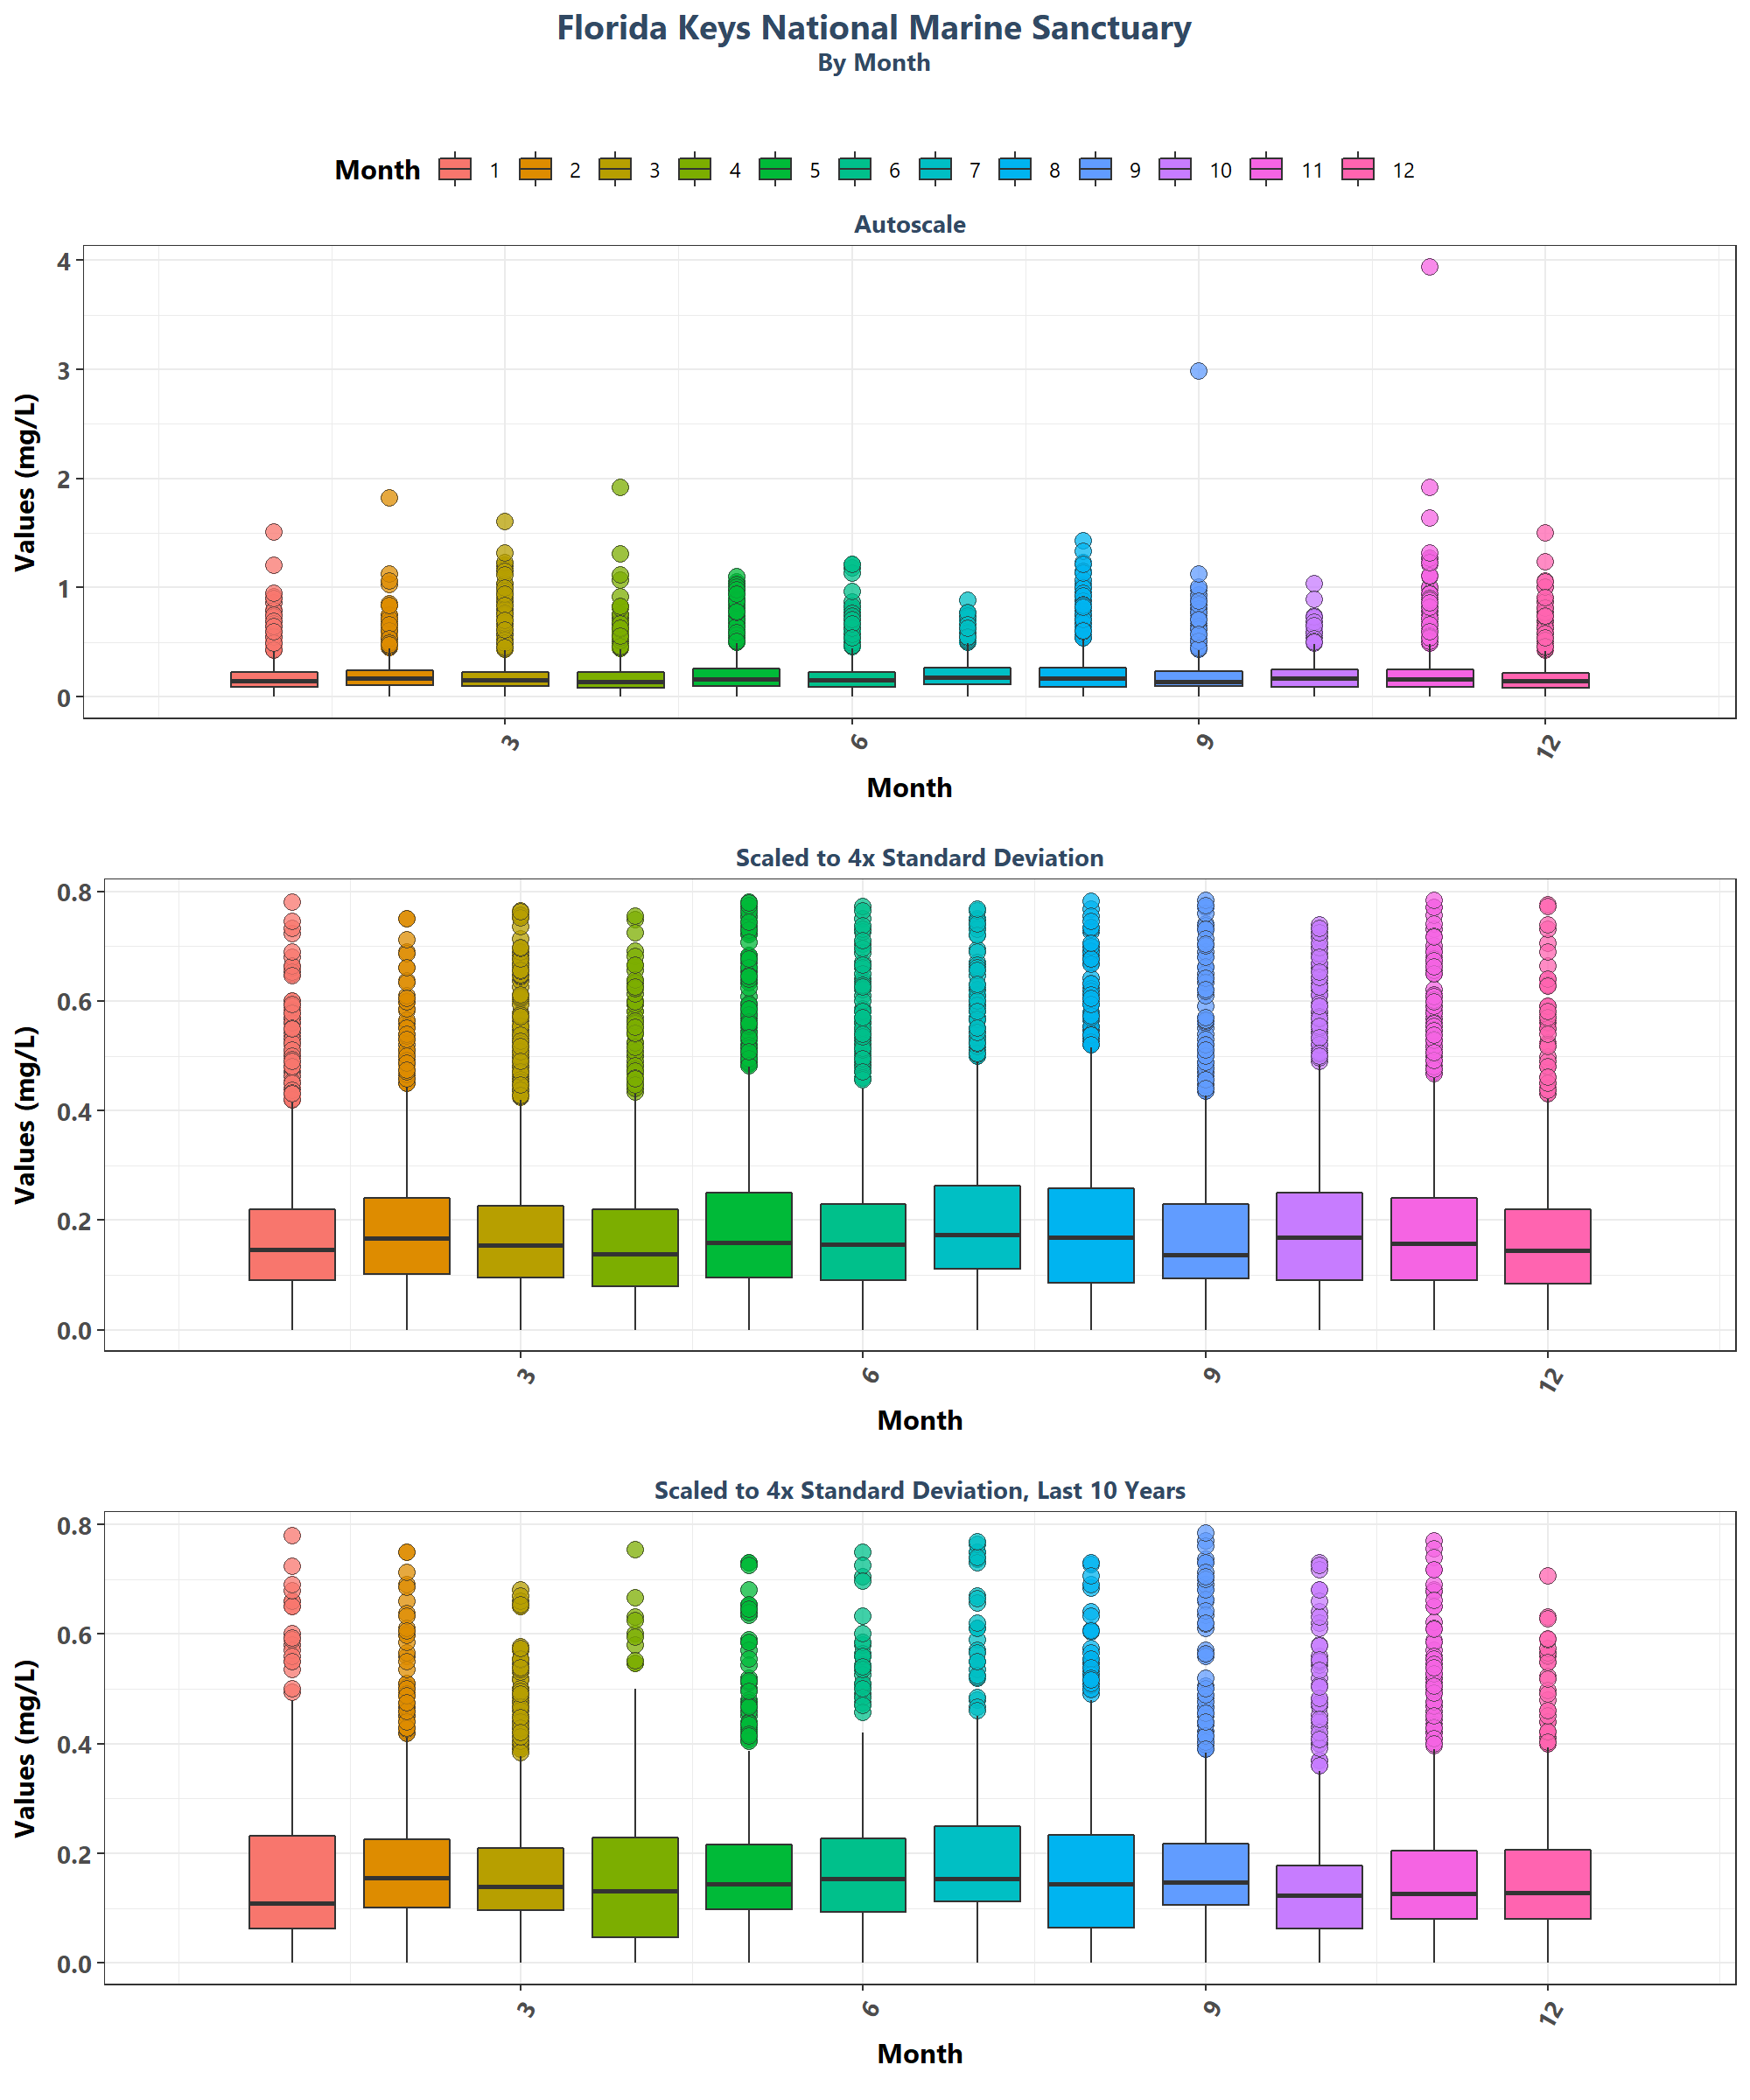 Florida Keys National Marine Sanctuary
By Month
Month 1 2 3 4 5 6 7 8 9 10 11 12
Autoscale
Values (mg/L)
4
3
2
1
0
3 6 9 12
Month
Scaled to 4x Standard Deviation
Values (mg/L)
0.8
0.6
0.4
0.2
0.0
3 6 9 12
Month
Scaled to 4x Standard Deviation, Last 10 Years
Values (mg/L)
0.8
0.6
0.4
0.2
0.0
3 6 9 12
Month